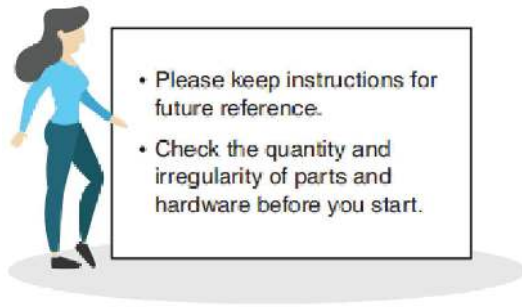 • Please keep instructions for
future reference.
• Check the quantity and
irregularity of parts and
hardware before you start.